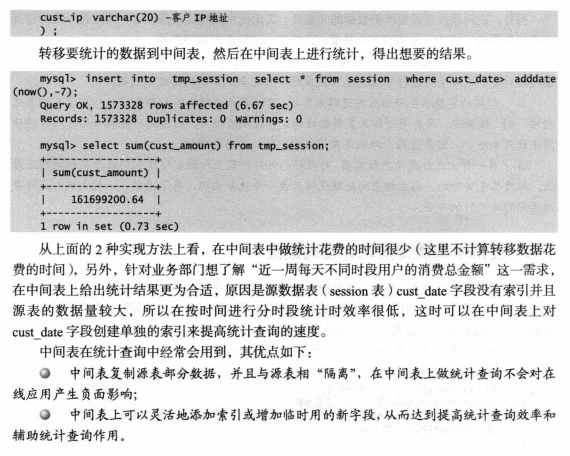 cust_ip varchar(20) -客户 IP 地址
) ;
转移要统计的数据到中间表，然后在中间表上进行统计，得出想要的结果。
mysql> insert into tmp_session select * from session where cust_date> adddate
(now(),-7);
Query OK, 1573328 rows affected (6.67 sec)
Records: 1573328 Duplicates: 0 Warnings: 0
mysql> select sum(cust_amount) from tmp_session;
+------------------+
| sum(cust_amount) |
+------------------+
| 161699200.64 |
+------------------+
1 row in set (0.73 sec)
从上面的 2 种实现方法上看，在中间表中做统计花费的时间很少（这里不计算转移数据花
费的时间），另外，针对业务部门想了解“近一周每天不同时段用户的消费总金额”这一需求，
在中间表上给出统计结果更为合适，原因是源数据表（session 表）cust_date 字段没有索引并且
源表的数据量较大，所以在按时间进行分时段统计时效率很低，这时可以在中间表上对
cust_date 字段创建单独的索引来提高统计查询的速度。
中间表在统计查询中经常会用到，其优点如下：
中间表复制源表部分数据，并且与源表相“隔离”，在中间表上做统计查询不会对在
线应用产生负面影响；
中间表上可以灵活地添加索引或增加临时用的新字段，从而达到提高统计查询效率和
辅助统计查询作用。